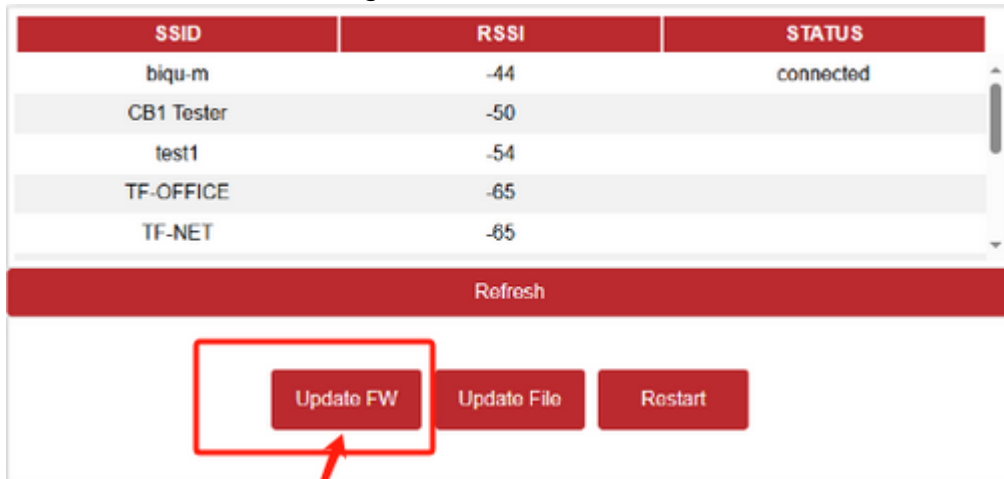 SSID RSSI STATUS
biqu-m -44 connected
CB1 Tester -50
test1 -54
TF-OFFICE -65
TF-NET -65
Refresh
Update FW Update File Restart